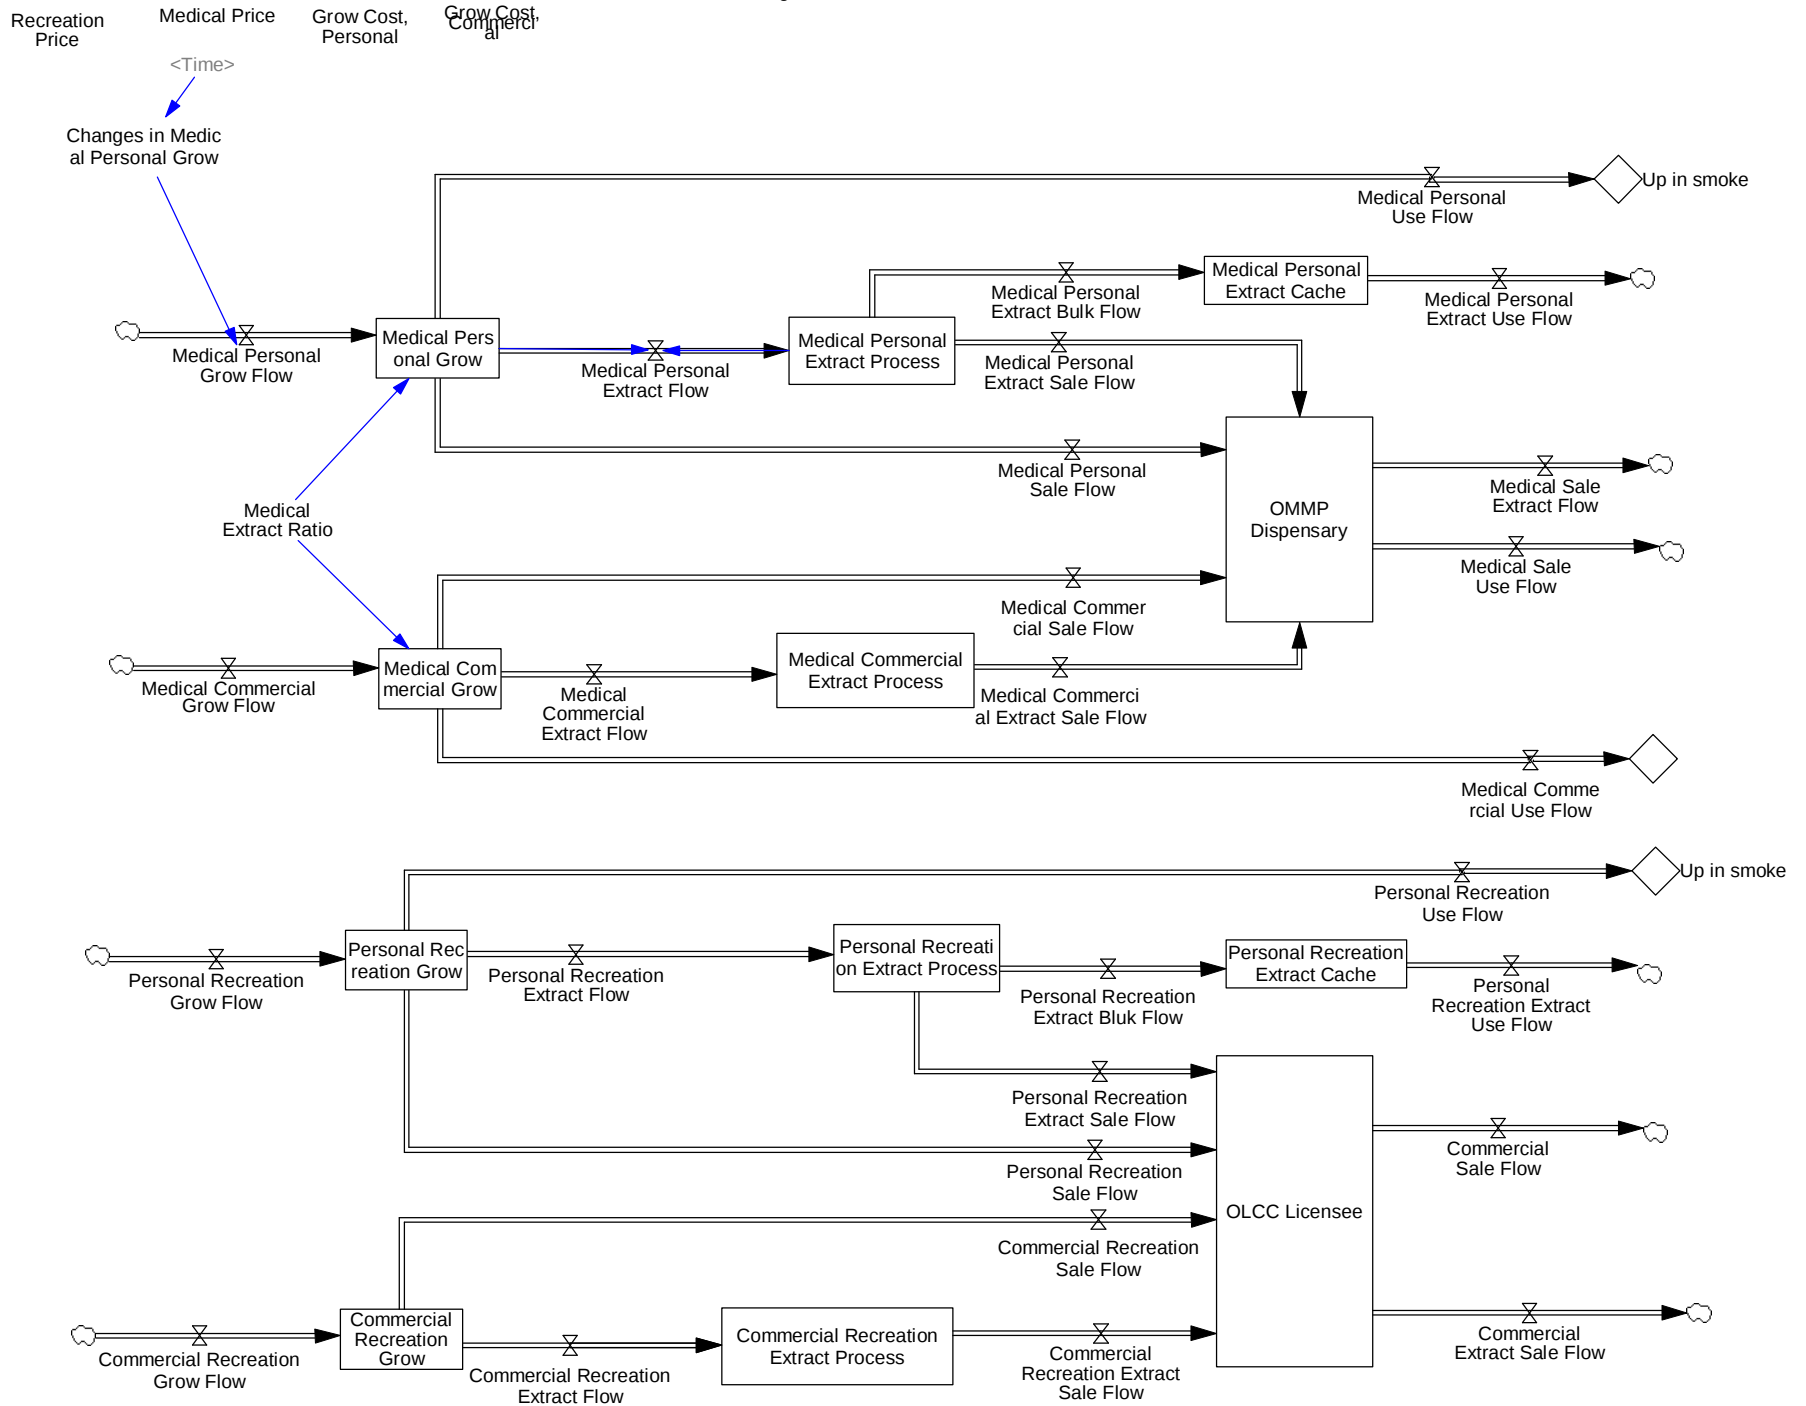 Recreation
Price
Medical Price
Grow Cost,
Personal
Grow Cost,
Commerci
al
<Time>
Changes in Medic
al Personal Grow
Up in smoke
Medical Personal
Use Flow
Medical Personal
Extract Cache
Medical Personal
Extract Bulk Flow
Medical Personal
Extract Use Flow
Medical Personal
Grow Flow
Medical Pers
onal Grow
Medical Personal
Extract Flow
Medical Personal
Extract Process
Medical Personal
Extract Sale Flow
Medical Personal
Sale Flow
OMMP
Dispensary
Medical Sale
Extract Flow
Medical
Extract Ratio
Medical Sale
Use Flow
Medical Commer
cial Sale Flow
Medical Commercial
Grow Flow
Medical Com
mercial Grow
Medical
Commercial
Extract Flow
Medical Commercial
Extract Process
Medical Commerci
al Extract Sale Flow
Medical Comme
rcial Use Flow
Up in smoke
Personal Recreation
Use Flow
Personal Recreation
Grow Flow
Personal Rec
reation Grow
Personal Recreation
Extract Flow
Personal Recreati
on Extract Process
Personal Recreation
Extract Bluk Flow
Personal Recreation
Extract Cache
Personal
Recreation Extract
Use Flow
Personal Recreation
Extract Sale Flow
Personal Recreation
Sale Flow
OLCC Licensee
Commercial
Sale Flow
Commercial Recreation
Sale Flow
Commercial Recreation
Grow Flow
Commercial
Recreation
Grow
Commercial Recreation
Extract Flow
Commercial Recreation
Extract Process
Commercial
Recreation Extract
Sale Flow
Commercial
Extract Sale Flow